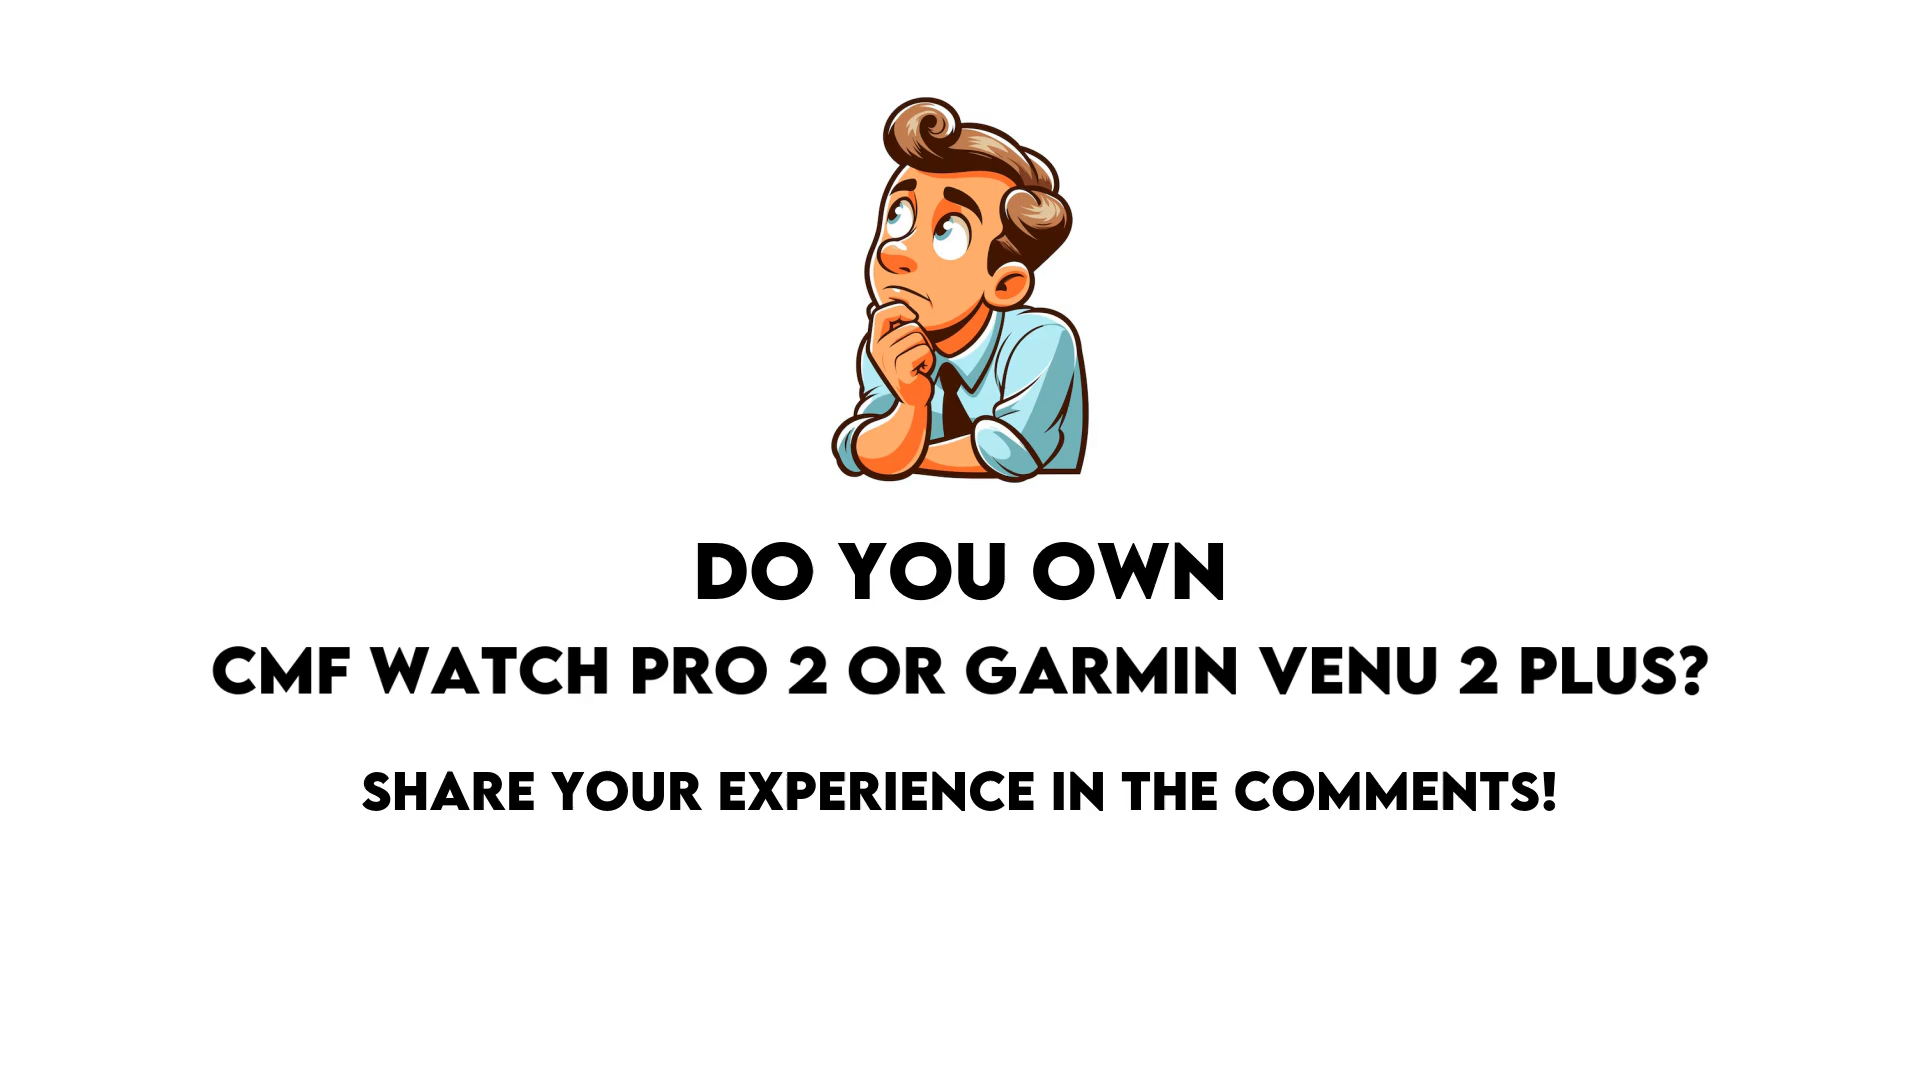 DO YOU OWN
CMF WATCH PRO 2 OR GARMIN VENU 2 PLUS?
SHARE YOUR EXPERIENCE IN THE COMMENTS!